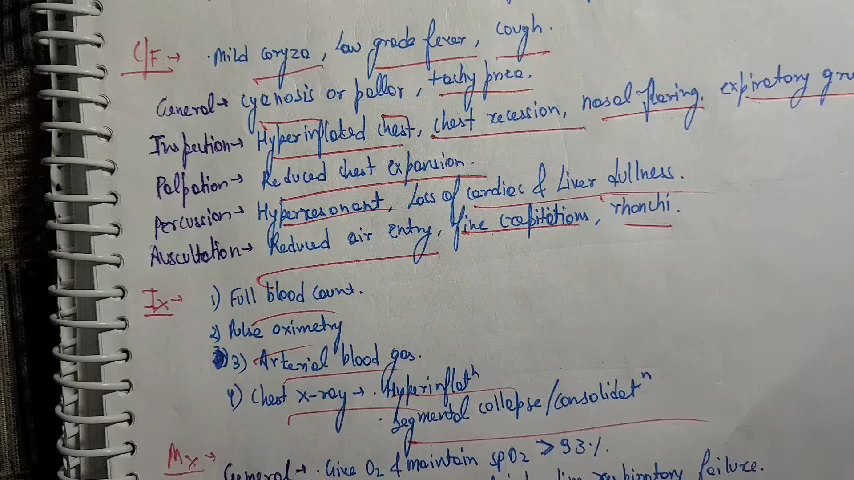 C/F → · Mild coryza, Low grade fever, cough.
General → cyanosis or pallor, tachypnea.
Inspection → Hyperinflated chest, chest recession, nasal flaring, expiratory gru
Palpation → Reduced chest expansion.
Percussion → Hyperresonant, Loss of cardiac & Liver dullness.
Auscultation → Reduced air entry, fine crepitations, rhonchi.
Ix → 1) Full blood count.
2) Pulse oximetry
3) Arterial blood gas.
4) Chest x-ray → · Hyperinflatⁿ
· Segmental collapse/consolidatⁿ
Mx → General → · Give O2 & maintain spO2 > 93%.
respiratory failure.